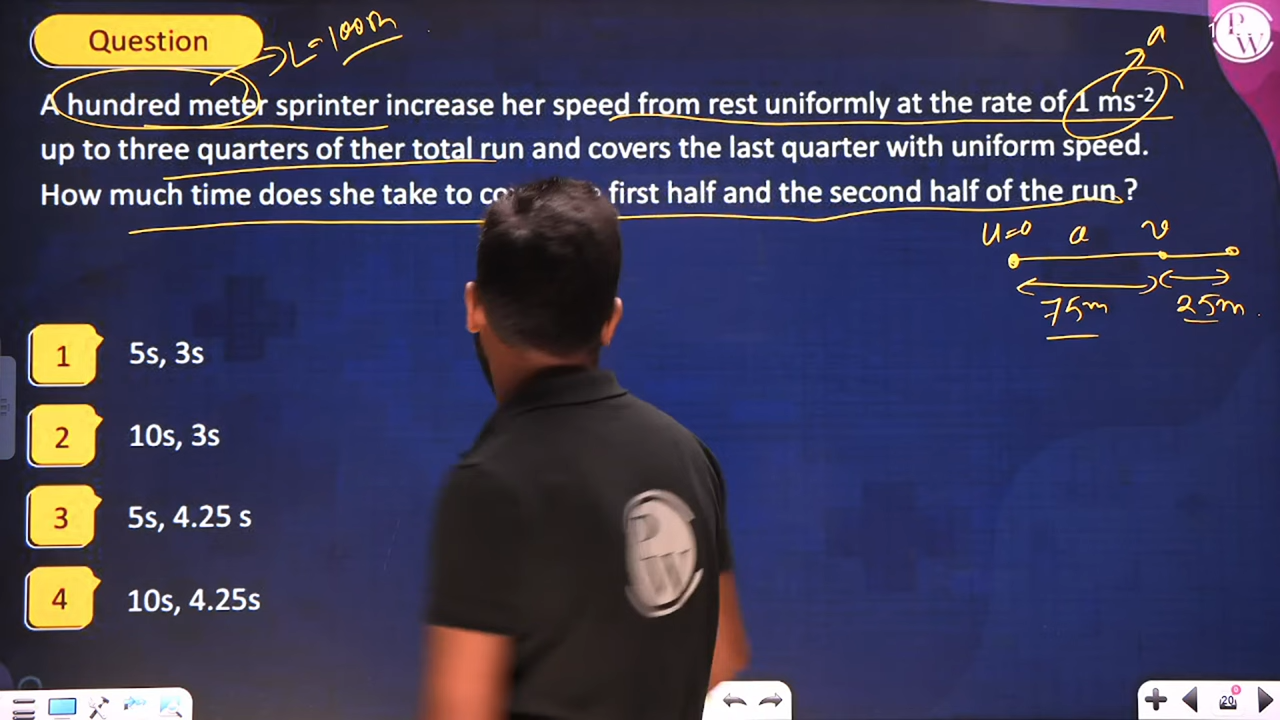 Question
L=100m
a
PW
A hundred meter sprinter increase her speed from rest uniformly at the rate of 1 ms-2
up to three quarters of ther total run and covers the last quarter with uniform speed.
How much time does she take to co first half and the second half of the run ?
u=0 a v
75m 25m
1 5s, 3s
2 10s, 3s
3 5s, 4.25 s
4 10s, 4.25s
PW
20